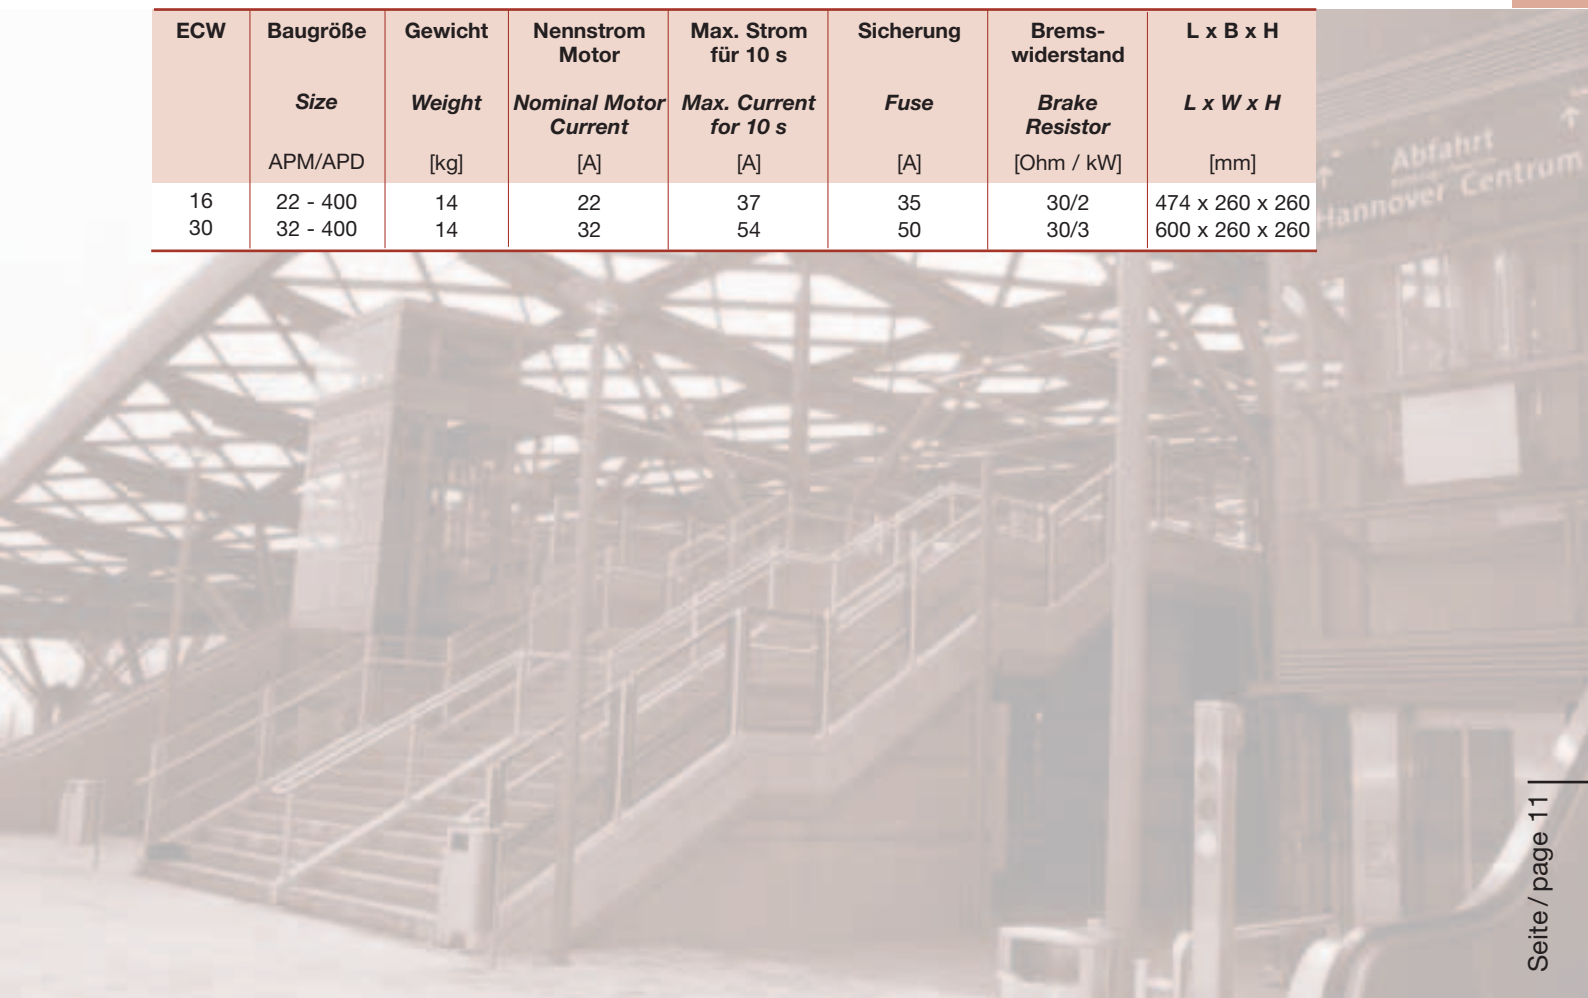 ECW Baugröße Gewicht Nennstrom Max. Strom Sicherung Brems- L x B x H
Motor für 10 s widerstand
Size Weight Nominal Motor Max. Current Fuse Brake L x W x H
Current for 10 s Resistor
APM/APD [kg] [A] [A] [A] [Ohm / kW] [mm]
16 22 - 400 14 22 37 35 30/2 474 x 260 x 260
30 32 - 400 14 32 54 50 30/3 600 x 260 x 260
Abfahrt
Hannover Centrum
Seite / page 11